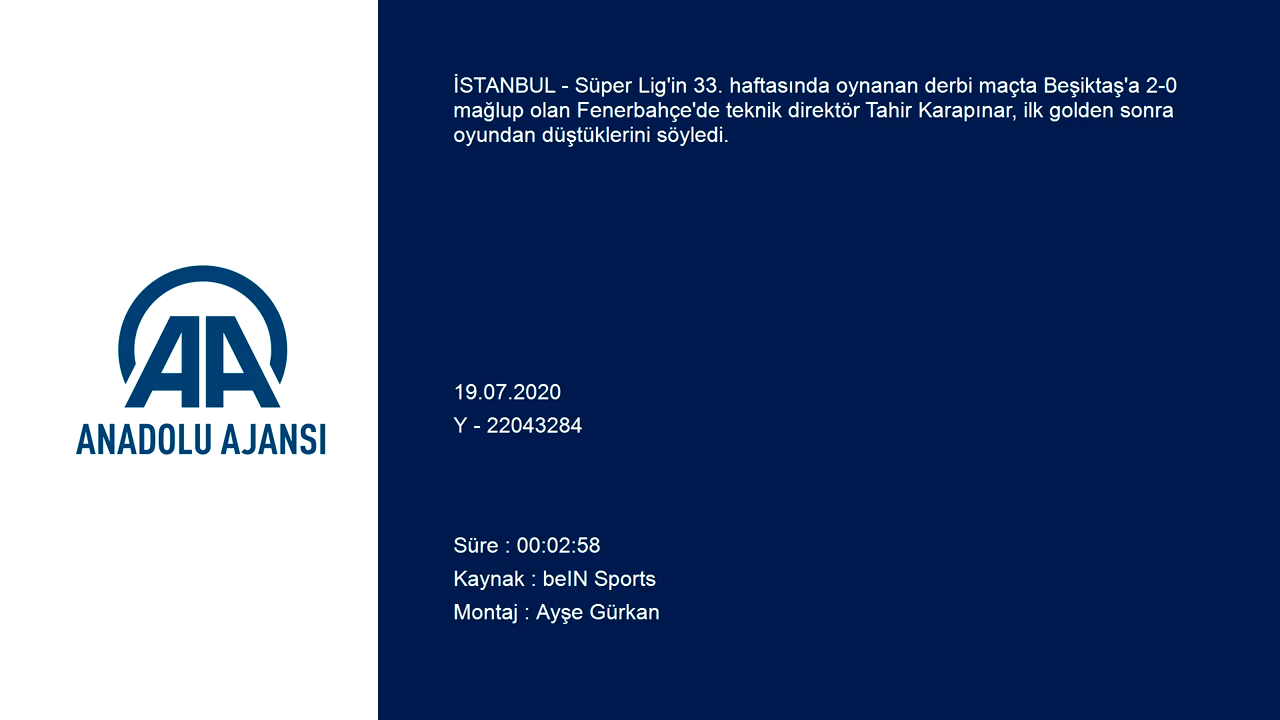 İSTANBUL - Süper Lig'in 33. haftasında oynanan derbi maçta Beşiktaş'a 2-0
mağlup olan Fenerbahçe'de teknik direktör Tahir Karapınar, ilk golden sonra
oyundan düştüklerini söyledi.
AA
ANADOLU AJANSI
19.07.2020
Y - 22043284
Süre : 00:02:58
Kaynak : beIN Sports
Montaj : Ayşe Gürkan